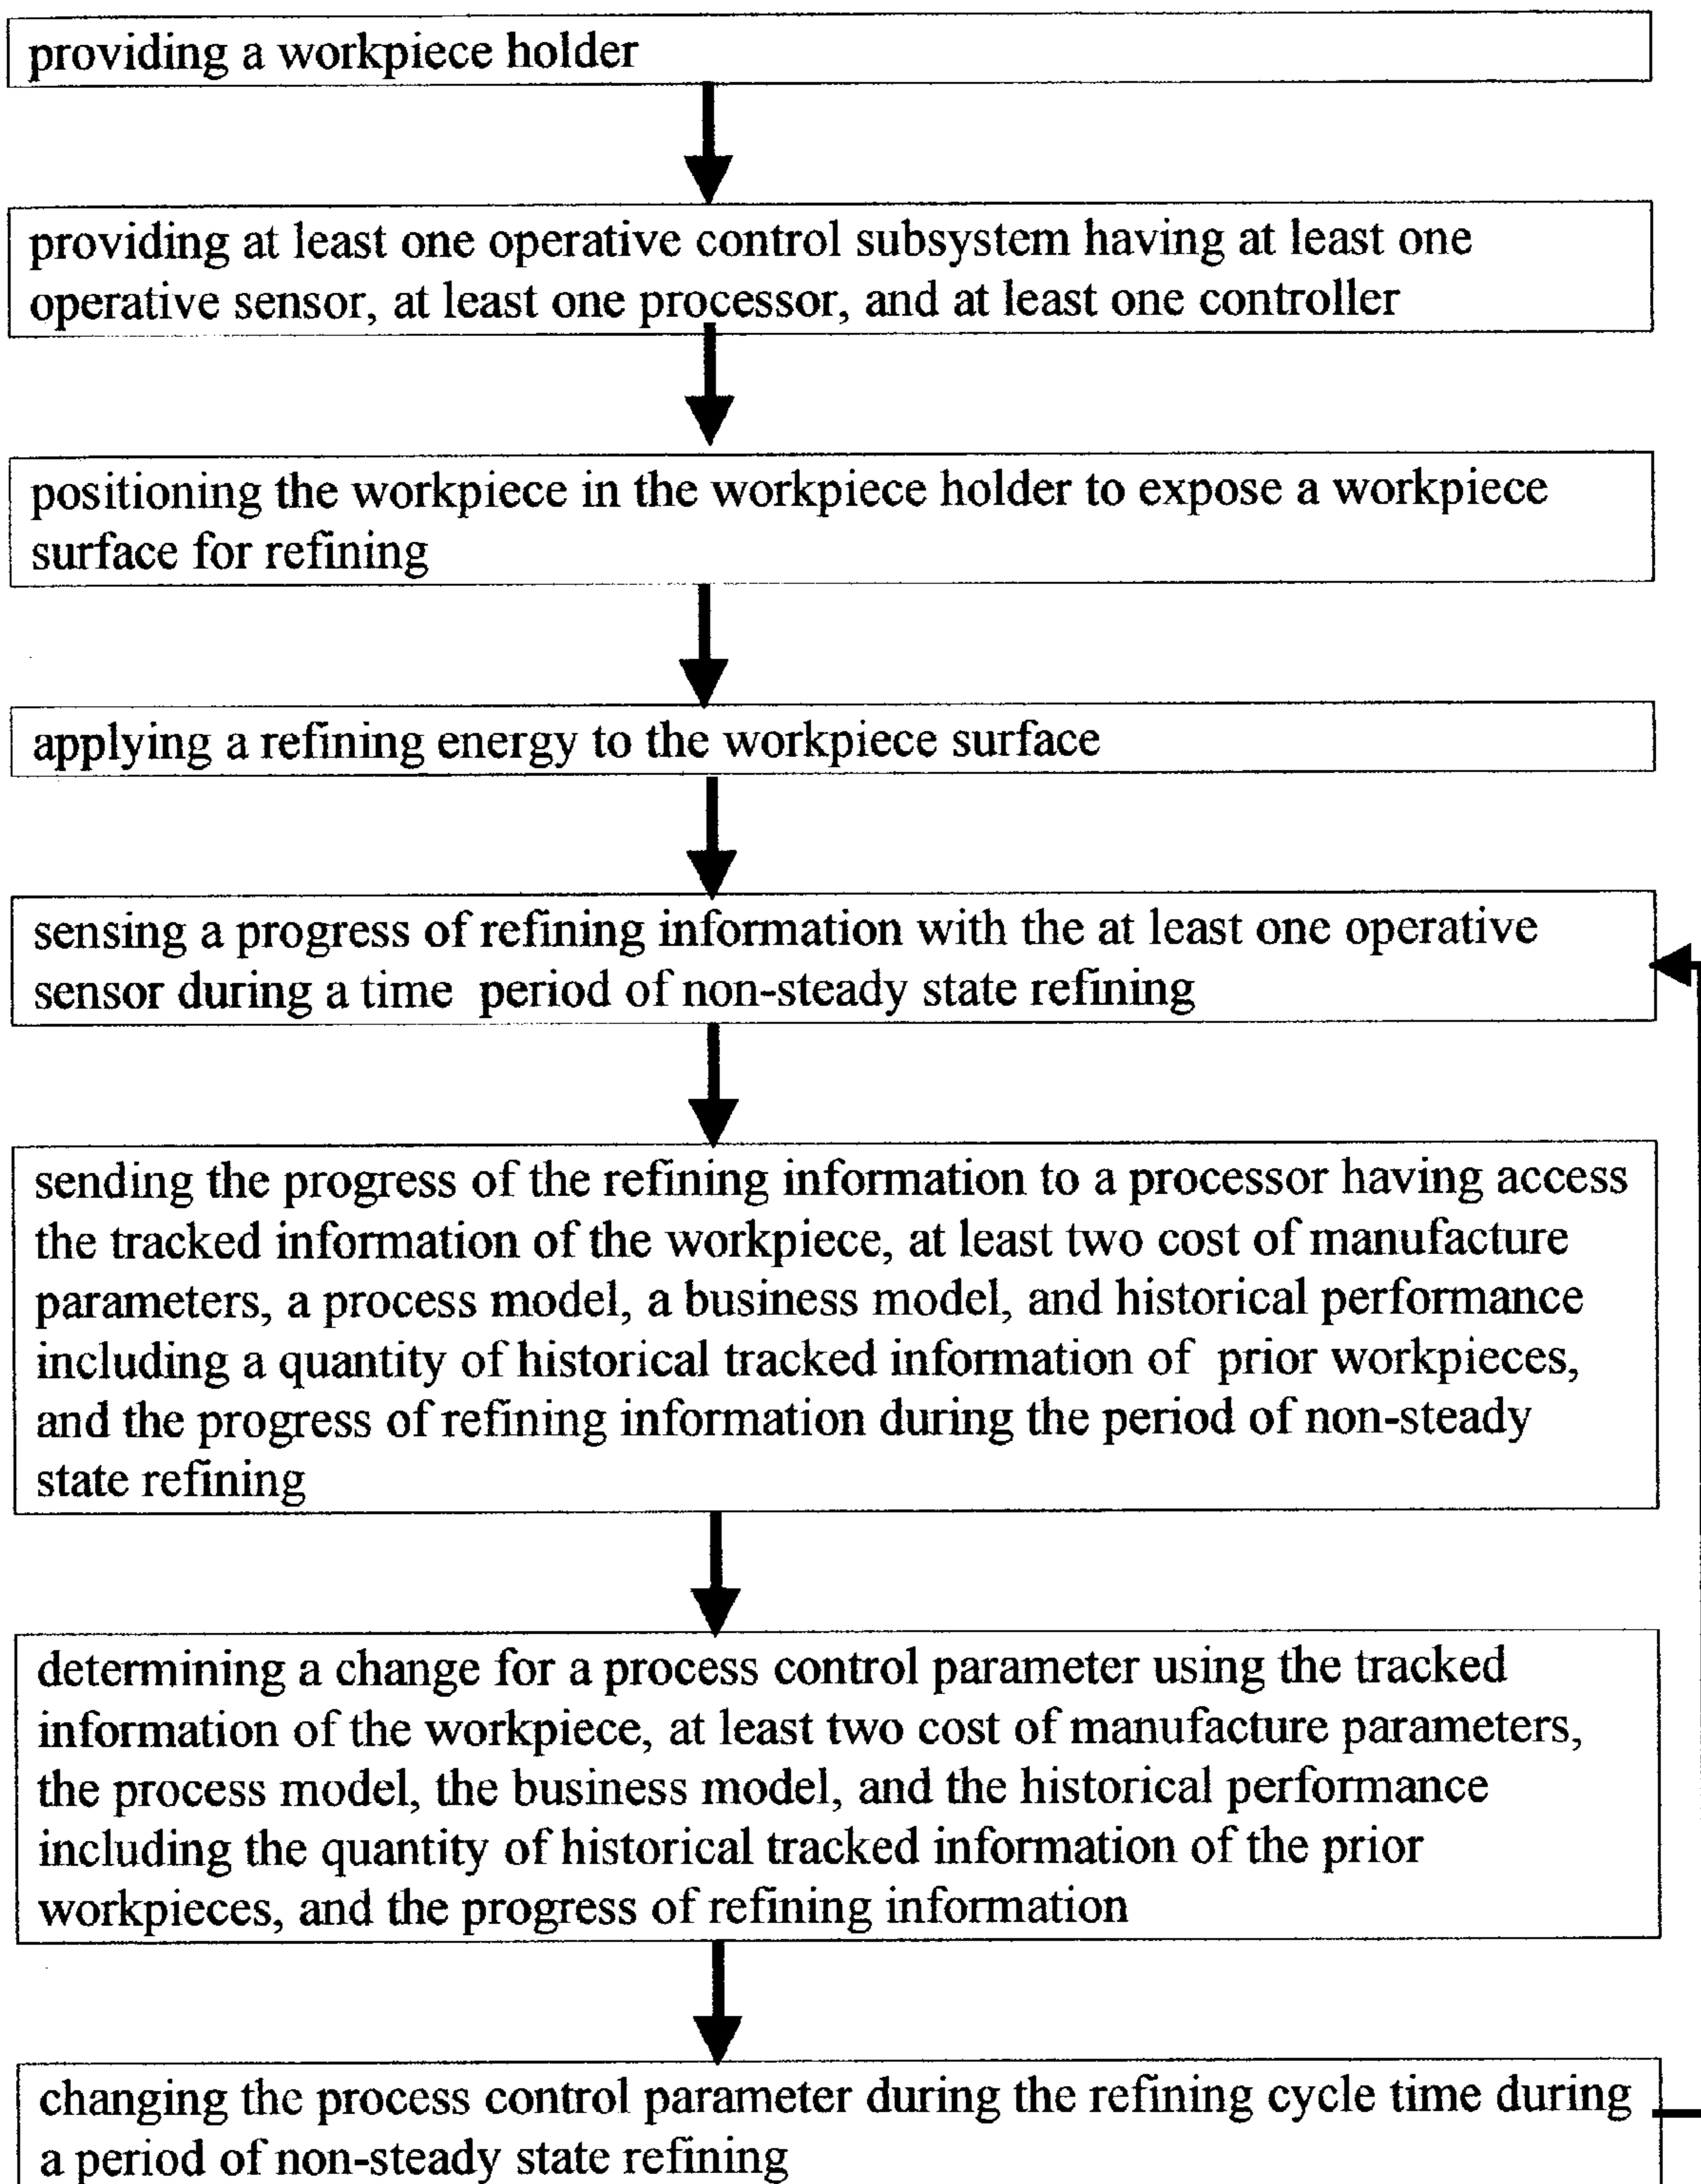 providing a workpiece holder
providing at least one operative control subsystem having at least one
operative sensor, at least one processor, and at least one controller
positioning the workpiece in the workpiece holder to expose a workpiece
surface for refining
applying a refining energy to the workpiece surface
sensing a progress of refining information with the at least one operative
sensor during a time period of non-steady state refining
sending the progress of the refining information to a processor having access
the tracked information of the workpiece, at least two cost of manufacture
parameters, a process model, a business model, and historical performance
including a quantity of historical tracked information of prior workpieces,
and the progress of refining information during the period of non-steady
state refining
determining a change for a process control parameter using the tracked
information of the workpiece, at least two cost of manufacture parameters,
the process model, the business model, and the historical performance
including the quantity of historical tracked information of the prior
workpieces, and the progress of refining information
changing the process control parameter during the refining cycle time during
a period of non-steady state refining